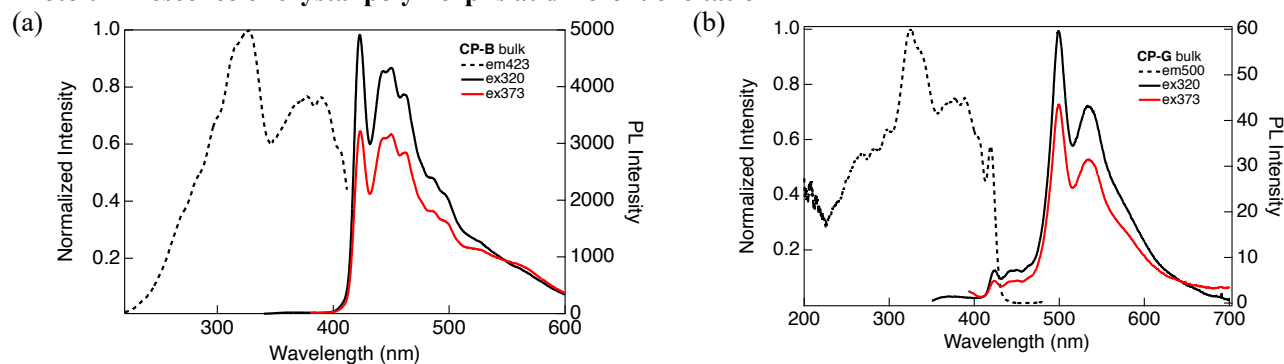 (a)
CP-B bulk
em423
ex320
ex373
1.0
0.8
0.6
0.4
0.2
Normalized Intensity
5000
4000
3000
2000
1000
0
PL Intensity
300
400
500
600
Wavelength (nm)
(b)
CP-G bulk
em500
ex320
ex373
1.0
0.8
0.6
0.4
0.2
Normalized Intensity
60
50
40
30
20
10
0
PL Intensity
200
300
400
500
600
700
Wavelength (nm)